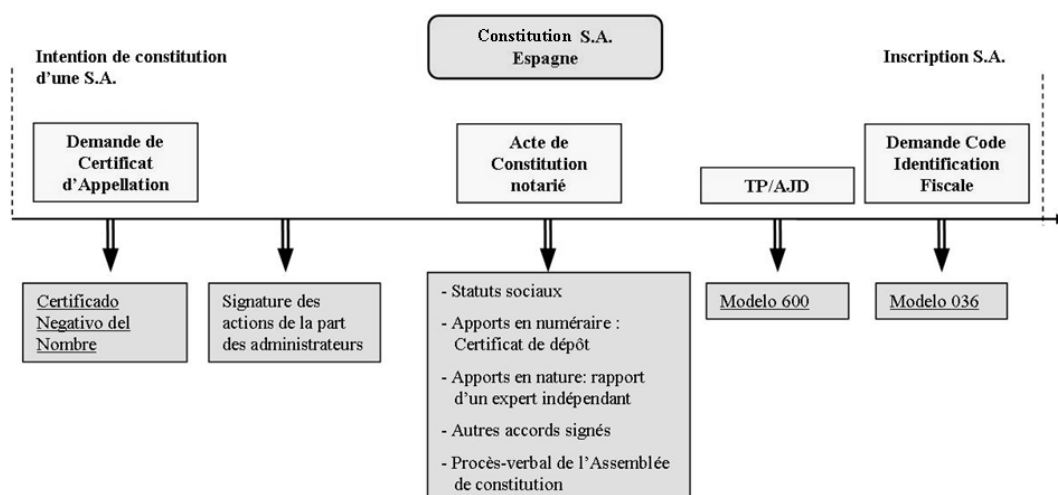 Constitution S.A.
Espagne
Intention de constitution
d'une S.A.
Inscription S.A.
Demande de
Certificat
d'Appellation
Acte de
Constitution
notarié
TP/AJD
Demande Code
Identification
Fiscale
Certificado
Negativo del
Nombre
Signature des
actions de la part
des administrateurs
- Statuts sociaux
- Apports en numéraire :
Certificat de dépôt
- Apports en nature: rapport
d'un expert indépendant
- Autres accords signés
- Procès-verbal de l'Assemblée
de constitution
Modelo 600
Modelo 036